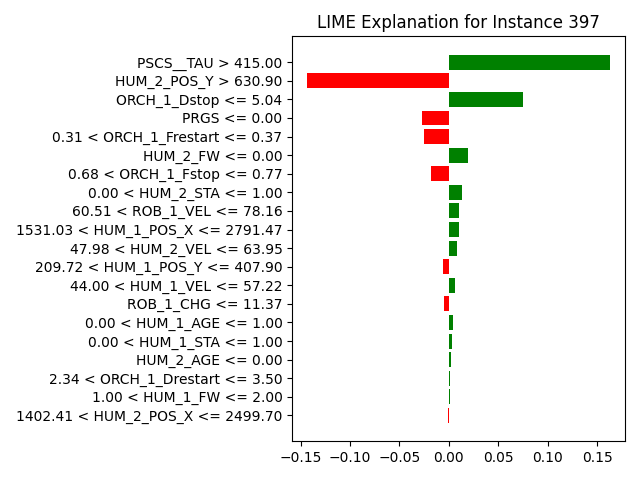 LIME Explanation for Instance 397
PSCS__TAU > 415.00
HUM_2_POS_Y > 630.90
ORCH_1_Dstop <= 5.04
PRGS <= 0.00
0.31 < ORCH_1_Frestart <= 0.37
HUM_2_FW <= 0.00
0.68 < ORCH_1_Fstop <= 0.77
0.00 < HUM_2_STA <= 1.00
60.51 < ROB_1_VEL <= 78.16
1531.03 < HUM_1_POS_X <= 2791.47
47.98 < HUM_2_VEL <= 63.95
209.72 < HUM_1_POS_Y <= 407.90
44.00 < HUM_1_VEL <= 57.22
ROB_1_CHG <= 11.37
0.00 < HUM_1_AGE <= 1.00
0.00 < HUM_1_STA <= 1.00
HUM_2_AGE <= 0.00
2.34 < ORCH_1_Drestart <= 3.50
1.00 < HUM_1_FW <= 2.00
1402.41 < HUM_2_POS_X <= 2499.70
−0.15 −0.10 −0.05 0.00 0.05 0.10 0.15